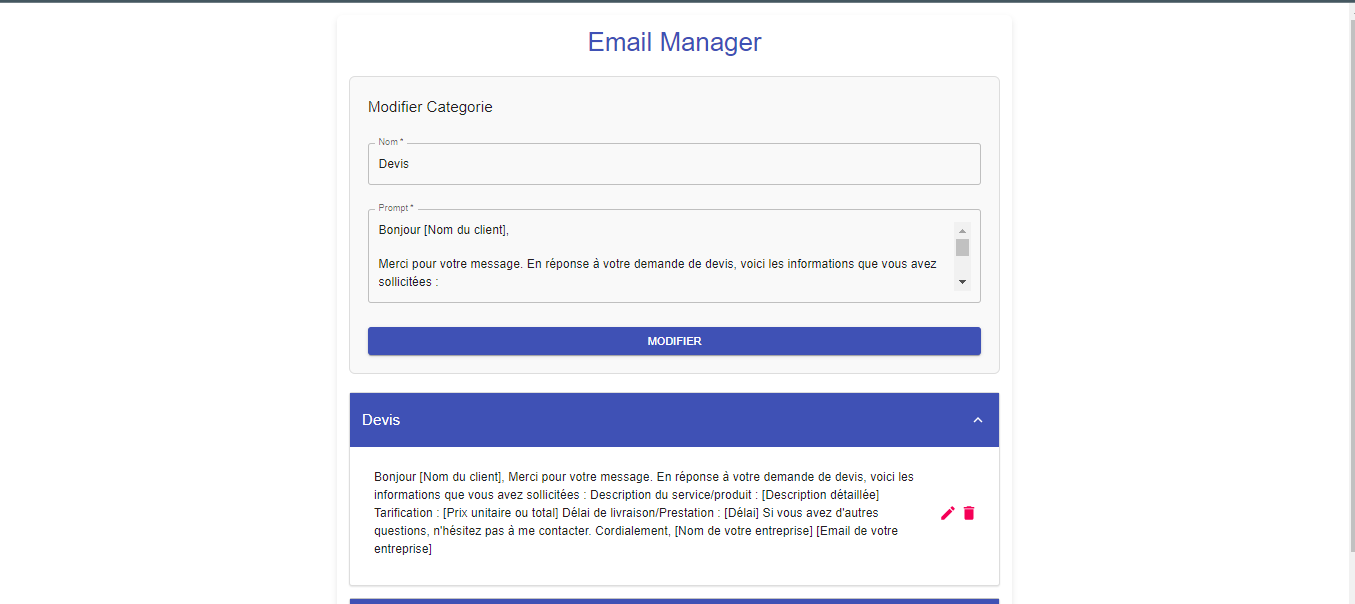 Email Manager
Modifier Categorie
Nom *
Devis
Prompt *
Bonjour [Nom du client],
Merci pour votre message. En réponse à votre demande de devis, voici les informations que vous avez
sollicitées :
MODIFIER
Devis
Bonjour [Nom du client], Merci pour votre message. En réponse à votre demande de devis, voici les
informations que vous avez sollicitées : Description du service/produit : [Description détaillée]
Tarification : [Prix unitaire ou total] Délai de livraison/Prestation : [Délai] Si vous avez d'autres
questions, n'hésitez pas à me contacter. Cordialement, [Nom de votre entreprise] [Email de votre
entreprise]